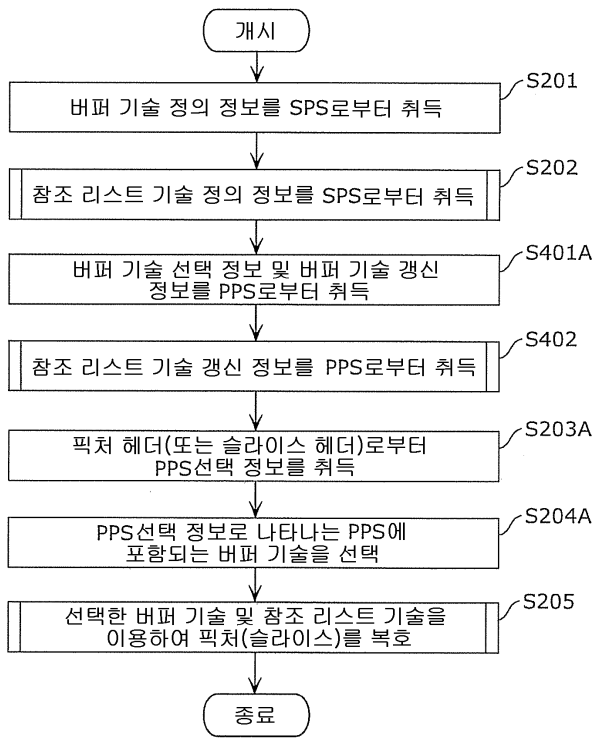 개시
S201
버퍼 기술 정의 정보를 SPS로부터 취득
S202
참조 리스트 기술 정의 정보를 SPS로부터 취득
S401A
버퍼 기술 선택 정보 및 버퍼 기술 갱신
정보를 PPS로부터 취득
S402
참조 리스트 기술 갱신 정보를 PPS로부터 취득
S203A
픽처 헤더(또는 슬라이스 헤더)로부터
PPS선택 정보를 취득
S204A
PPS선택 정보로 나타나는 PPS에
포함되는 버퍼 기술을 선택
S205
선택한 버퍼 기술 및 참조 리스트 기술을
이용하여 픽처(슬라이스)를 복호
종료